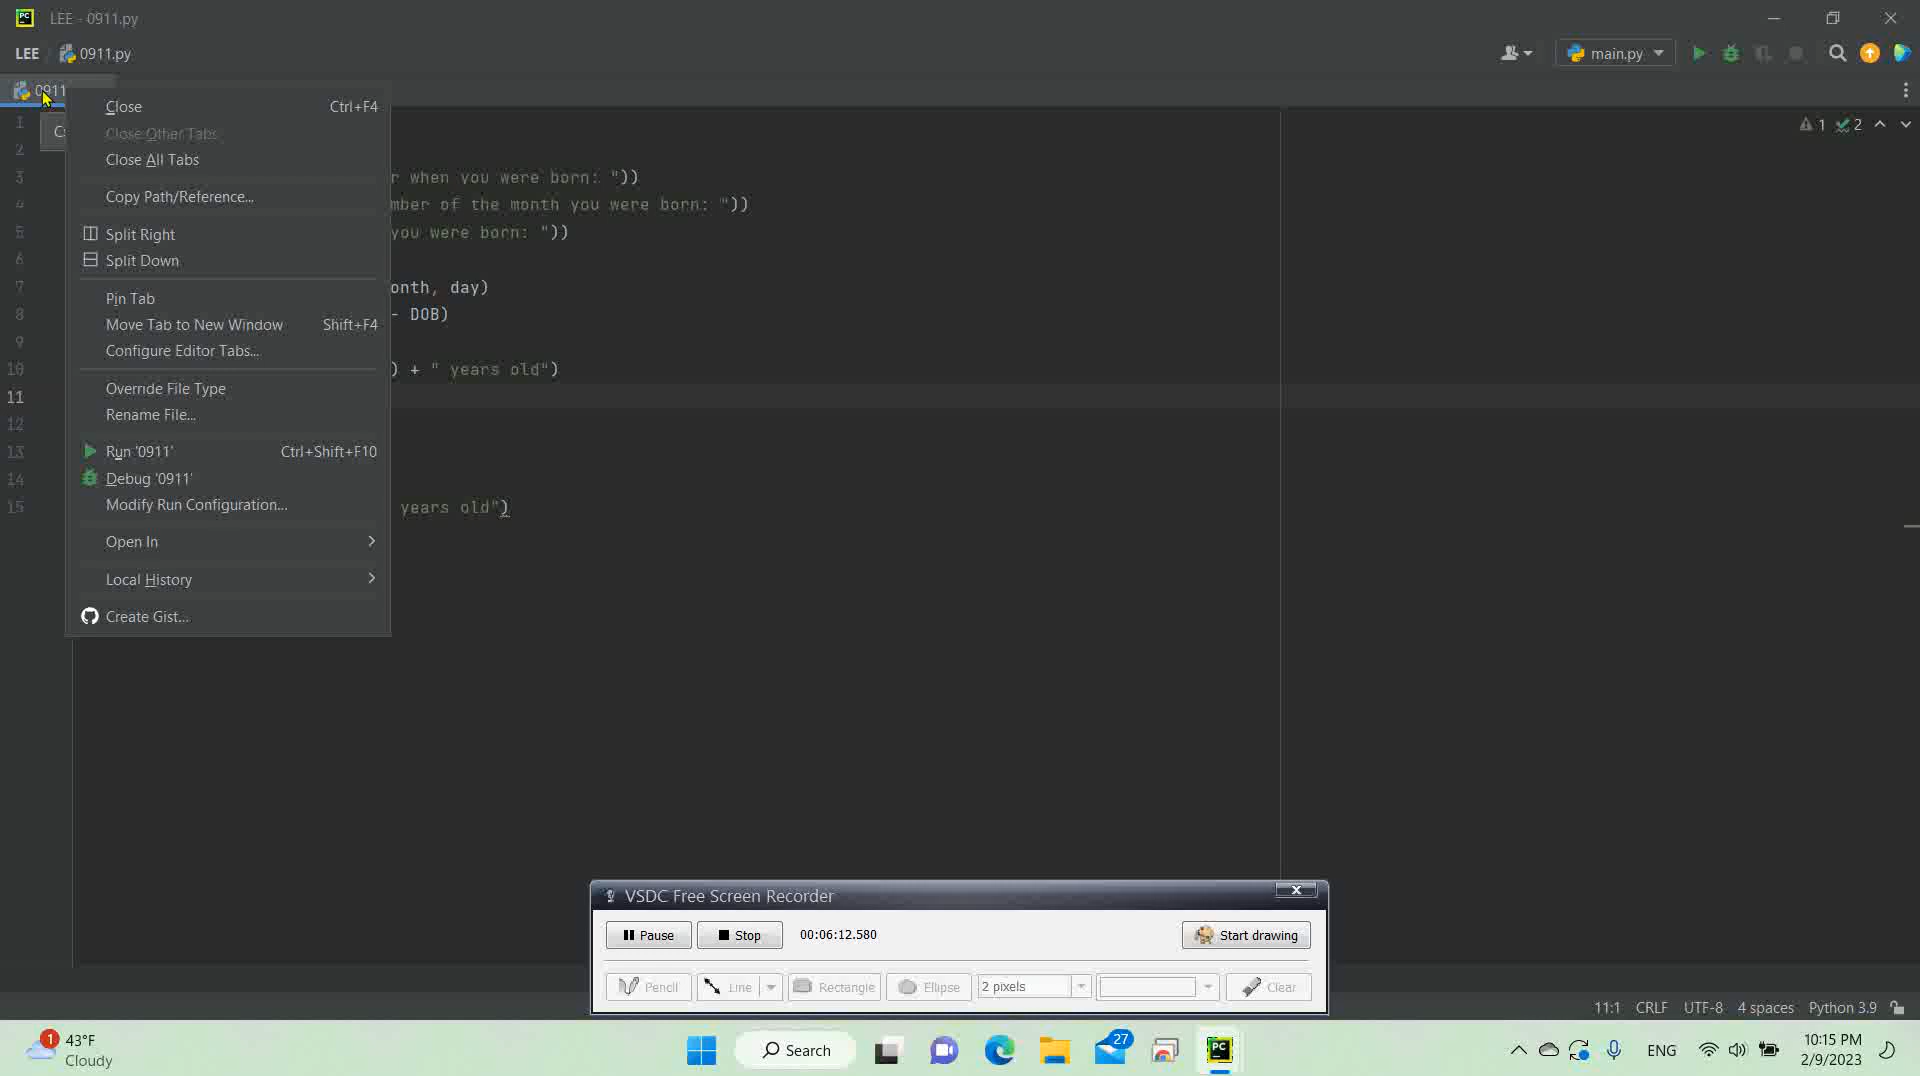 LEE - 0911.py
LEE 0911.py main.py
0911
Close Ctrl+F4
Close Other Tabs
Close All Tabs
Copy Path/Reference...
Split Right
Split Down
Pin Tab
Move Tab to New Window Shift+F4
Configure Editor Tabs...
Override File Type
Rename File...
Run '0911' Ctrl+Shift+F10
Debug '0911'
Modify Run Configuration...
Open In
Local History
Create Gist...
1
2
3 r when you were born: "))
4 mber of the month you were born: "))
5 you were born: "))
6
7 onth, day)
8 - DOB)
9
10 ) + " years old")
11
12
13
14
15 years old")
1 2
VSDC Free Screen Recorder
Pause Stop 00:06:12.580 Start drawing
Pencil Line Rectangle Ellipse 2 pixels Clear
11:1 CRLF UTF-8 4 spaces Python 3.9
1 43°F
Cloudy
Search
27
PC
ENG
10:15 PM
2/9/2023